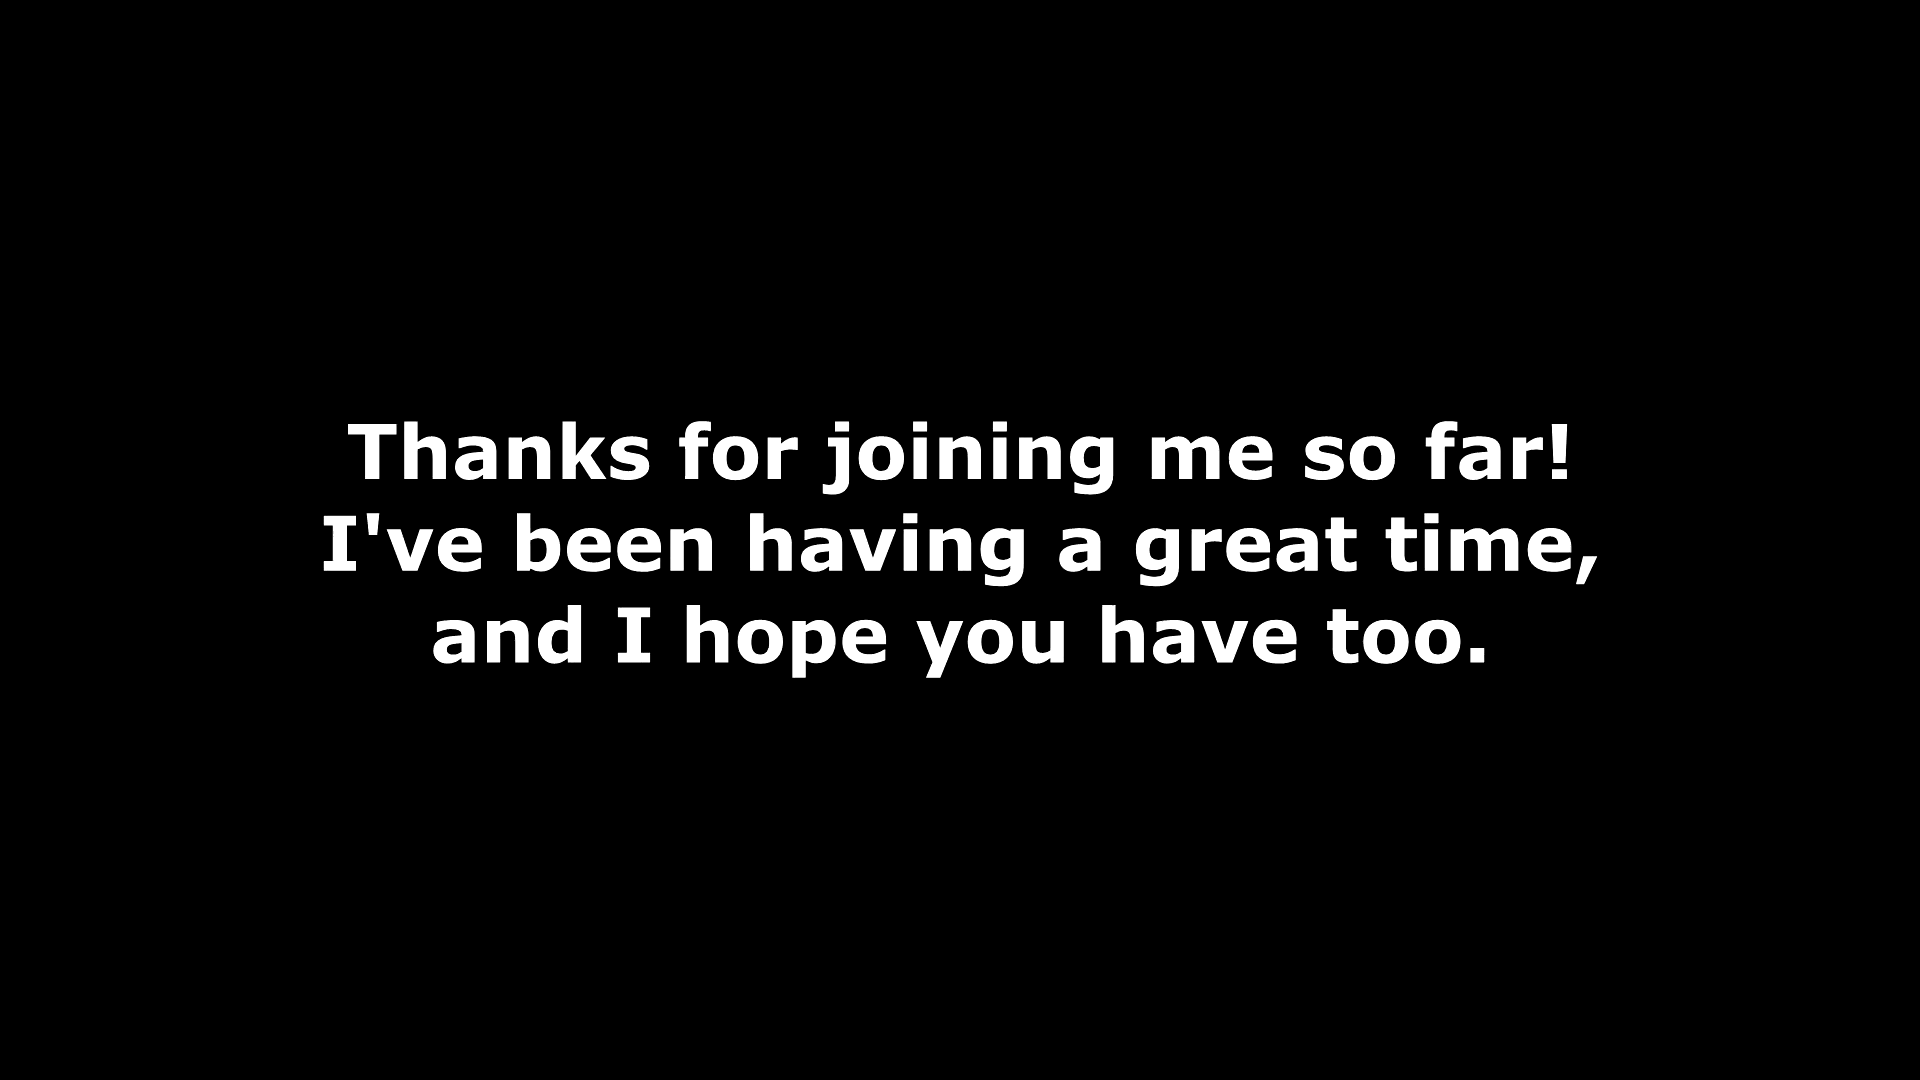 Thanks for joining me so far!
I've been having a great time,
and I hope you have too.